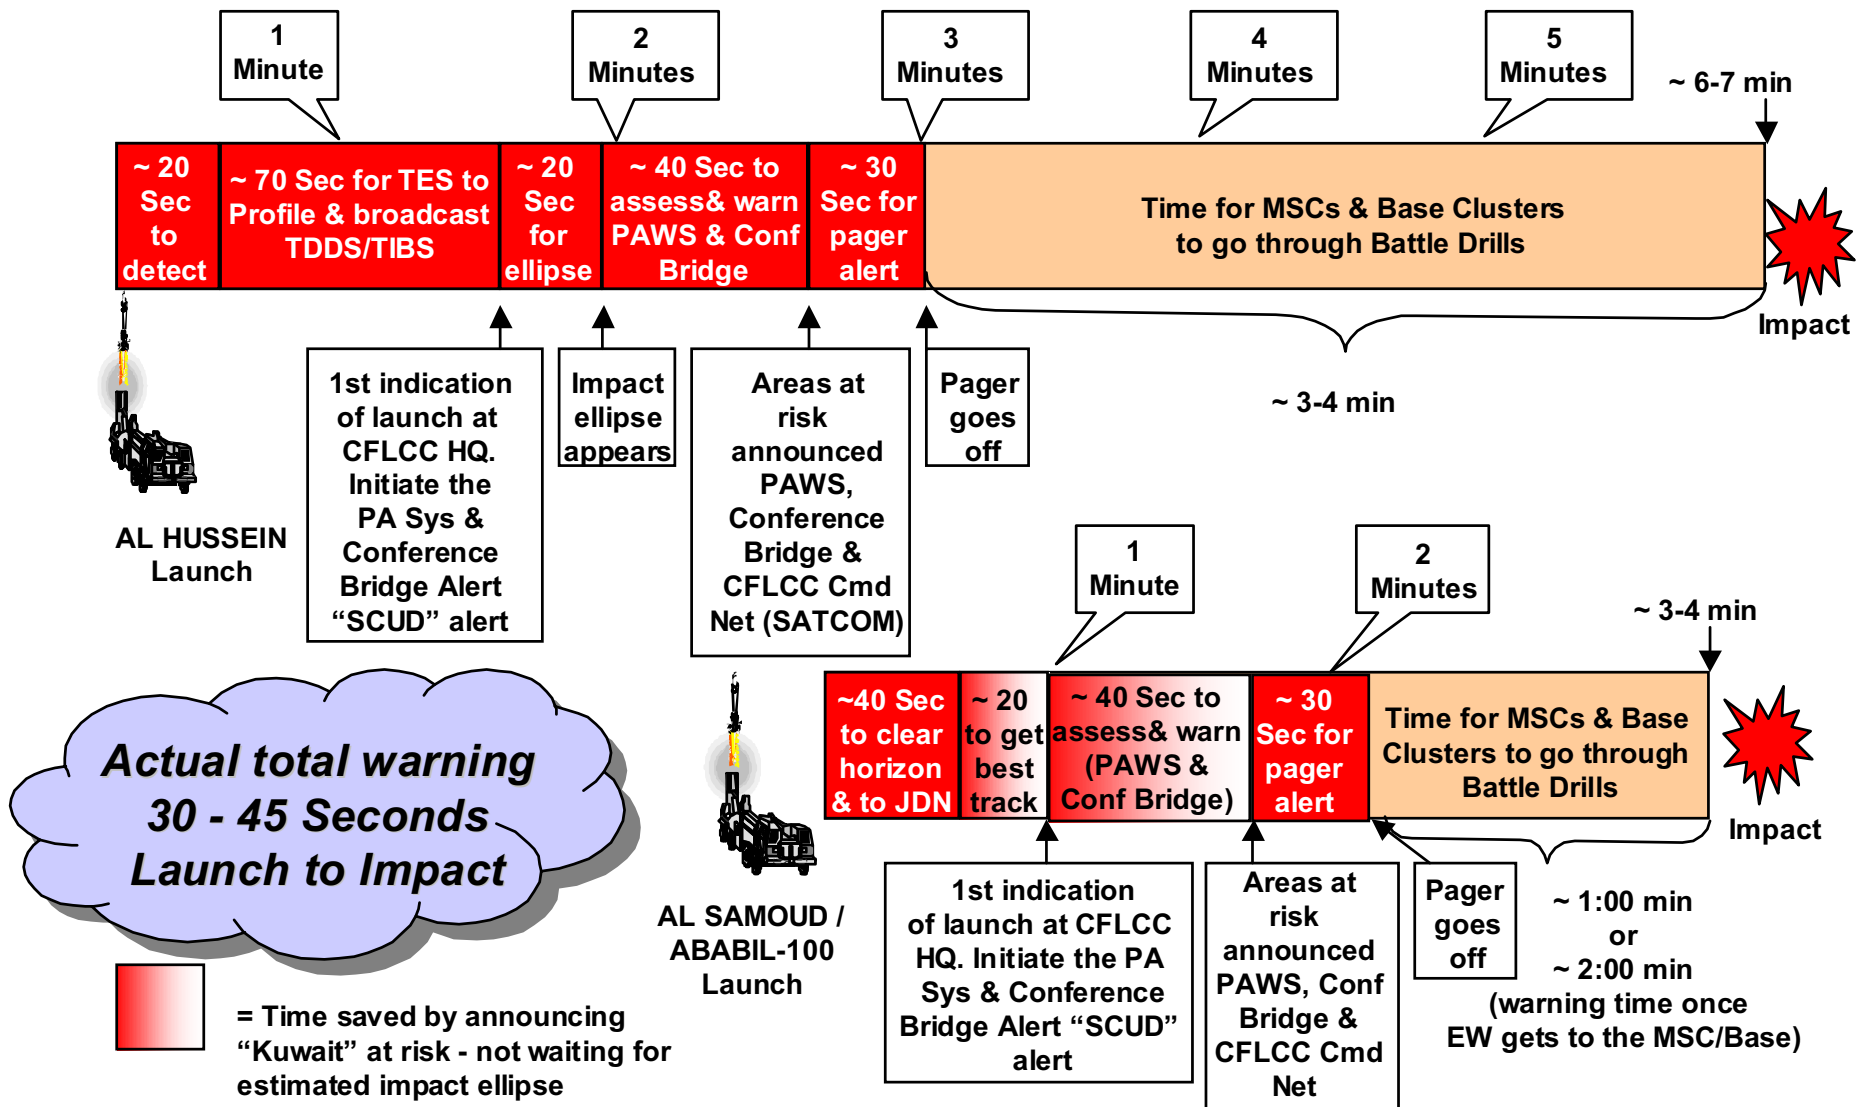 1
Minute
2
Minutes
3
Minutes
4
Minutes
5
Minutes
~ 6-7 min
~ 20
Sec
to
detect
~ 70 Sec for TES to
Profile & broadcast
TDDS/TIBS
~ 20
Sec
for
ellipse
~ 40 Sec to
assess& warn
PAWS & Conf
Bridge
~ 30
Sec for
pager
alert
Time for MSCs & Base Clusters
to go through Battle Drills
Impact
1st indication
of launch at
CFLCC HQ.
Initiate the
PA Sys &
Conference
Bridge Alert
“SCUD” alert
Impact
ellipse
appears
Areas at
risk
announced
PAWS,
Conference
Bridge &
CFLCC Cmd
Net (SATCOM)
Pager
goes
off
~ 3-4 min
AL HUSSEIN
Launch
1
Minute
2
Minutes
~ 3-4 min
~40 Sec
to clear
horizon
& to JDN
~ 20
to get
best
track
~ 40 Sec to
assess& warn
(PAWS &
Conf Bridge)
~ 30
Sec for
pager
alert
Time for MSCs & Base
Clusters to go through
Battle Drills
Impact
Actual total warning
30 - 45 Seconds
Launch to Impact
AL SAMOUD /
ABABIL-100
Launch
1st indication
of launch at CFLCC
HQ. Initiate the PA
Sys & Conference
Bridge Alert “SCUD”
alert
Areas at
risk
announced
PAWS, Conf
Bridge &
CFLCC Cmd
Net
Pager
goes
off
~ 1:00 min
or
~ 2:00 min
(warning time once
EW gets to the MSC/Base)
= Time saved by announcing
“Kuwait” at risk - not waiting for
estimated impact ellipse